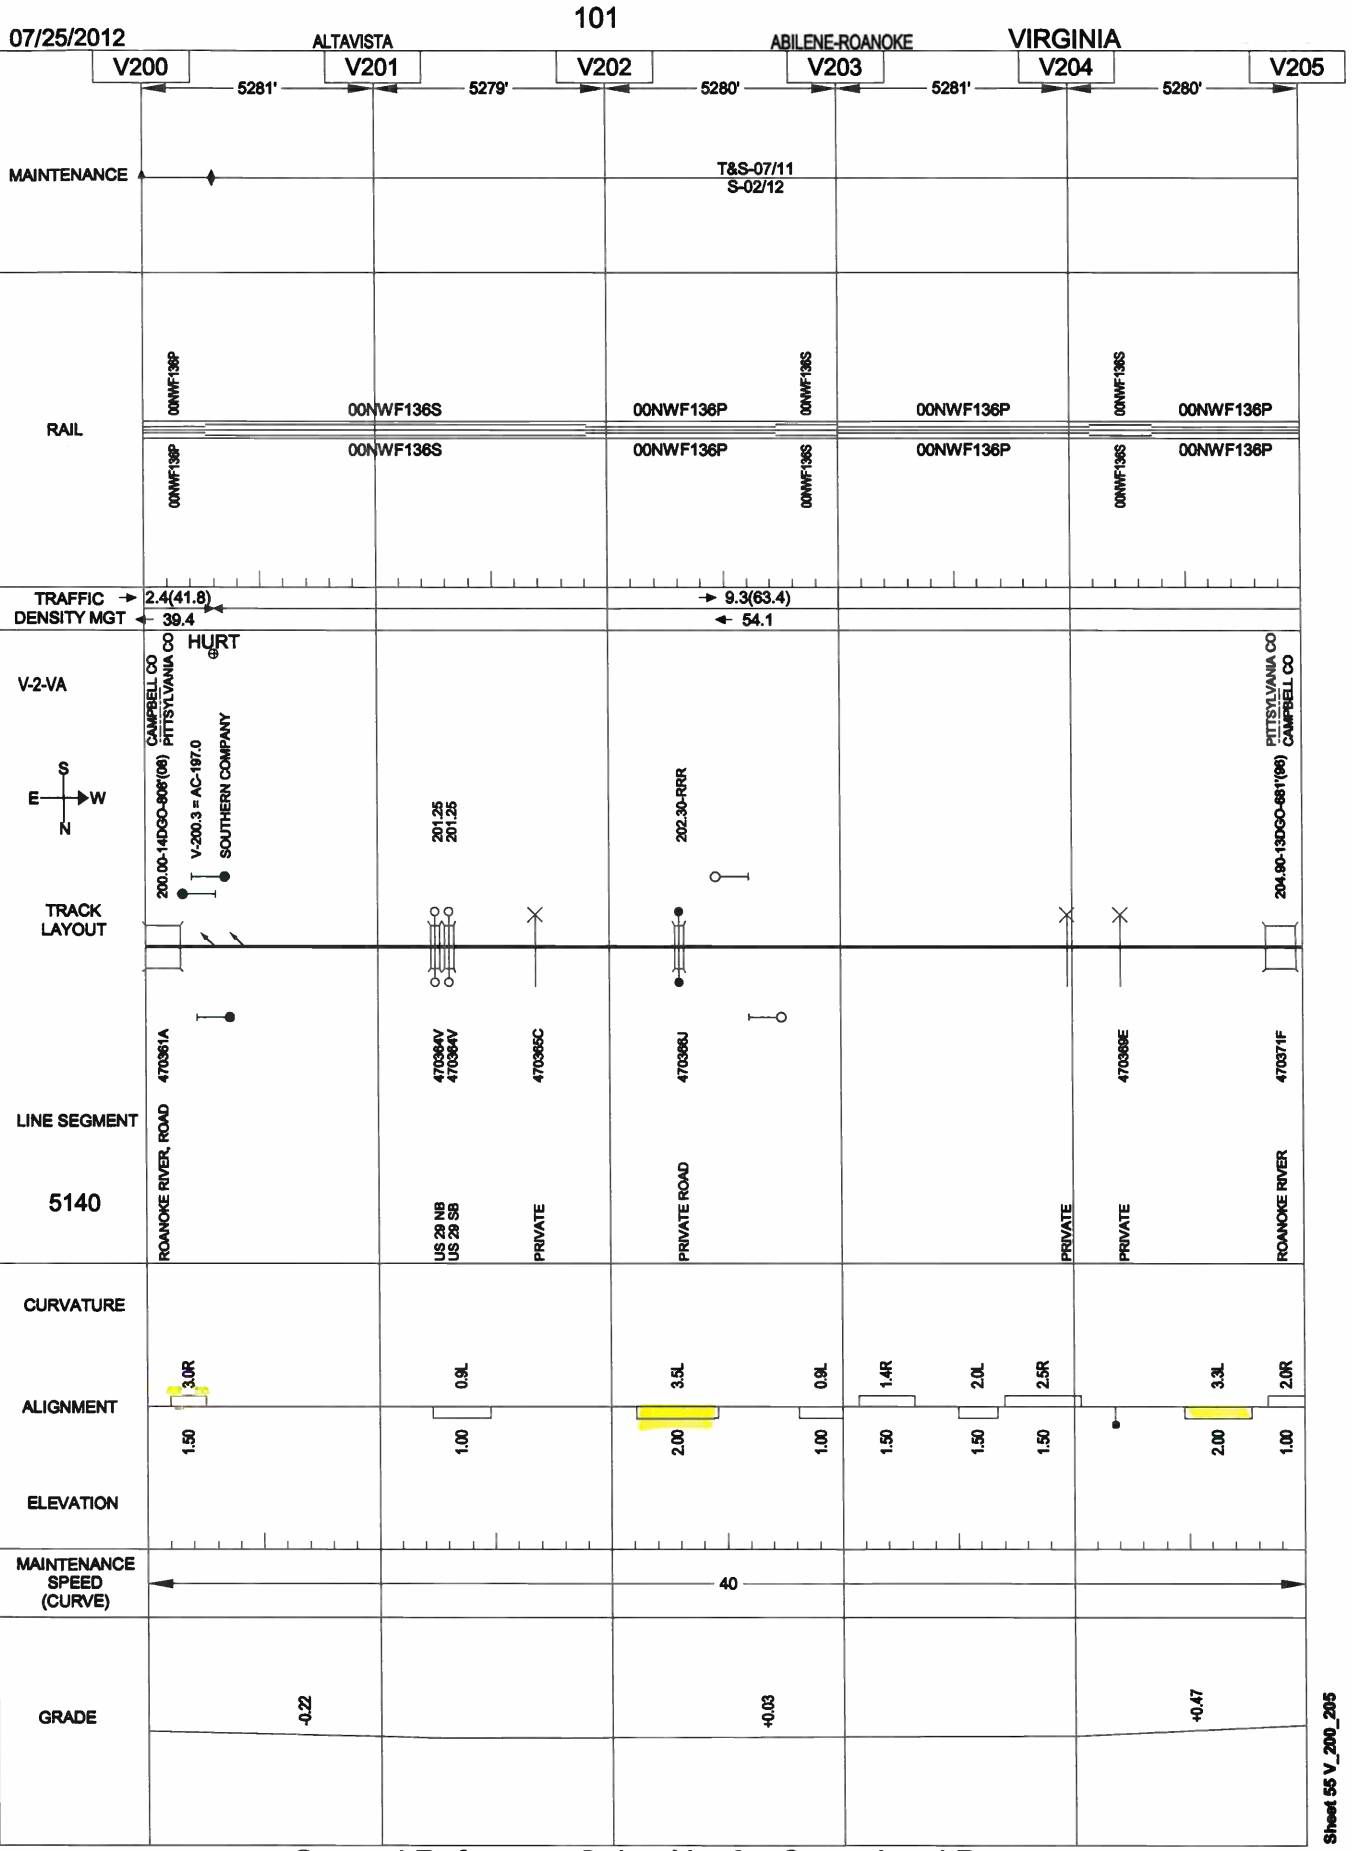 101
07/25/2012 ALTAVISTA ABILENE-ROANOKE VIRGINIA
V200 V201 V202 V203 V204 V205
5281' 5279' 5280' 5281' 5280'
MAINTENANCE
T&S-07/11
S-02/12
00NWF136P 00NWF136S 00NWF136S
00NWF136S 00NWF136P 00NWF136P 00NWF136P
RAIL
00NWF136S 00NWF136P 00NWF136P 00NWF136P
00NWF136P 00NWF136S 00NWF136S
TRAFFIC 2.4(41.8) 9.3(63.4)
DENSITY MGT 39.4 54.1
HURT
V-2-VA
CAMPBELL CO
PITTSYLVANIA CO
PITTSYLVANIA CO
CAMPBELL CO
S
E W
N
200.00-14DGO-806'(06)
V-200.3 = AC-197.0
SOUTHERN COMPANY
201.25
201.25
202.30-RRR
204.90-13DGO-681'(96)
TRACK
LAYOUT
470361A
470364V
470364V
470365C
470366J
470369E
470371F
LINE SEGMENT
5140
ROANOKE RIVER, ROAD
US 29 NB
US 29 SB
PRIVATE
PRIVATE ROAD
PRIVATE
PRIVATE
ROANOKE RIVER
CURVATURE
3.0R 0.9L 3.5L 0.9L 1.4R 2.0L 2.5R 3.3L 2.0R
ALIGNMENT
1.50 1.00 2.00 1.00 1.50 1.50 1.50 2.00 1.00
ELEVATION
MAINTENANCE
SPEED
(CURVE)
40
GRADE
-0.22 +0.03 +0.47
Sheet 55 V_200_205